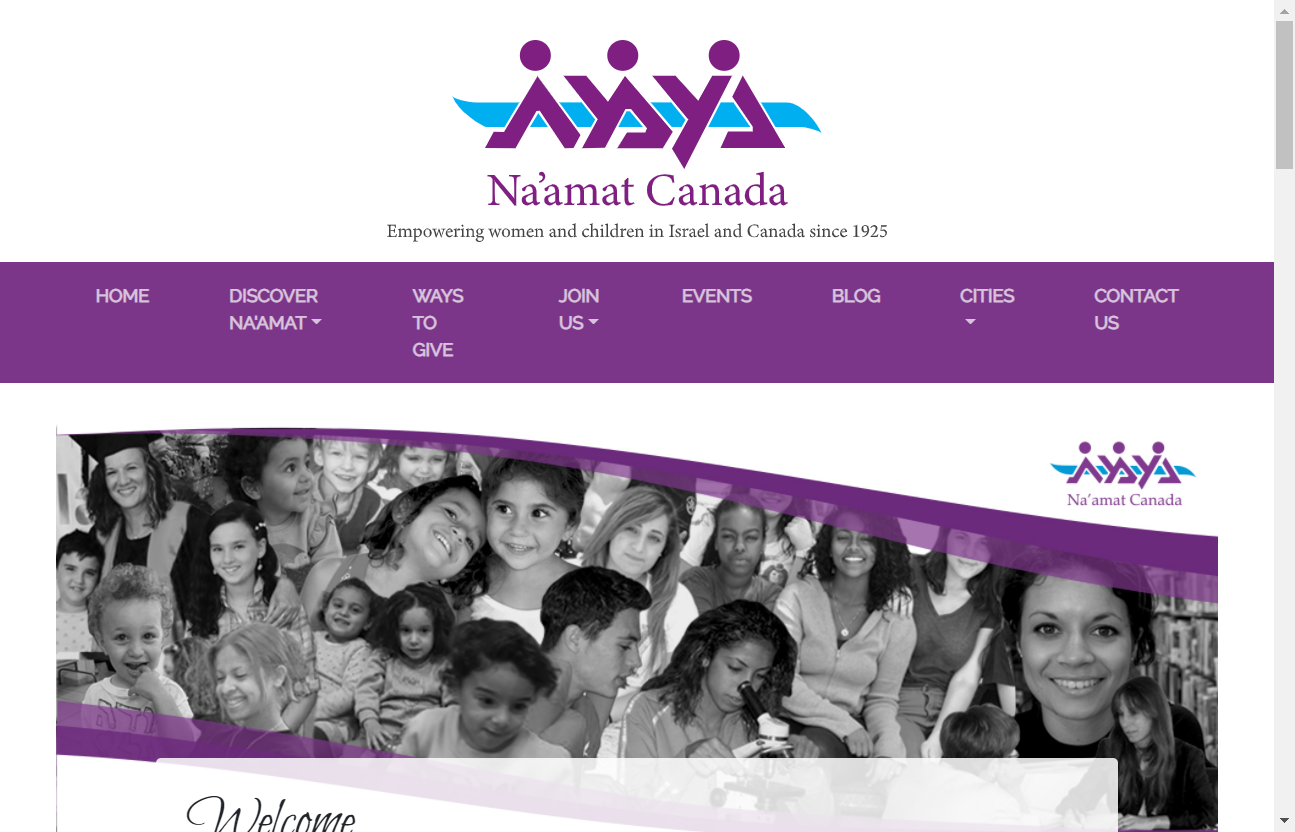 Na'amat Canada
Empowering women and children in Israel and Canada since 1925
HOME
DISCOVER
NA'AMAT
WAYS
TO
GIVE
JOIN
US
EVENTS
BLOG
CITIES
CONTACT
US
Na'amat Canada
Welcome